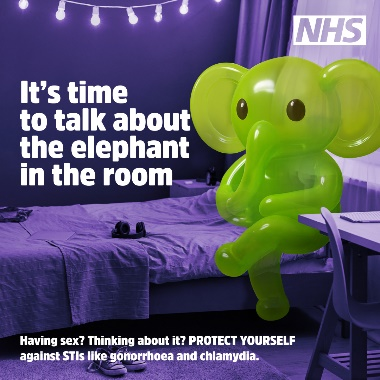 NHS
It's time
to talk about
the elephant
in the room
Having sex? Thinking about it? PROTECT YOURSELF
against STIs like gonorrhoea and chlamydia.